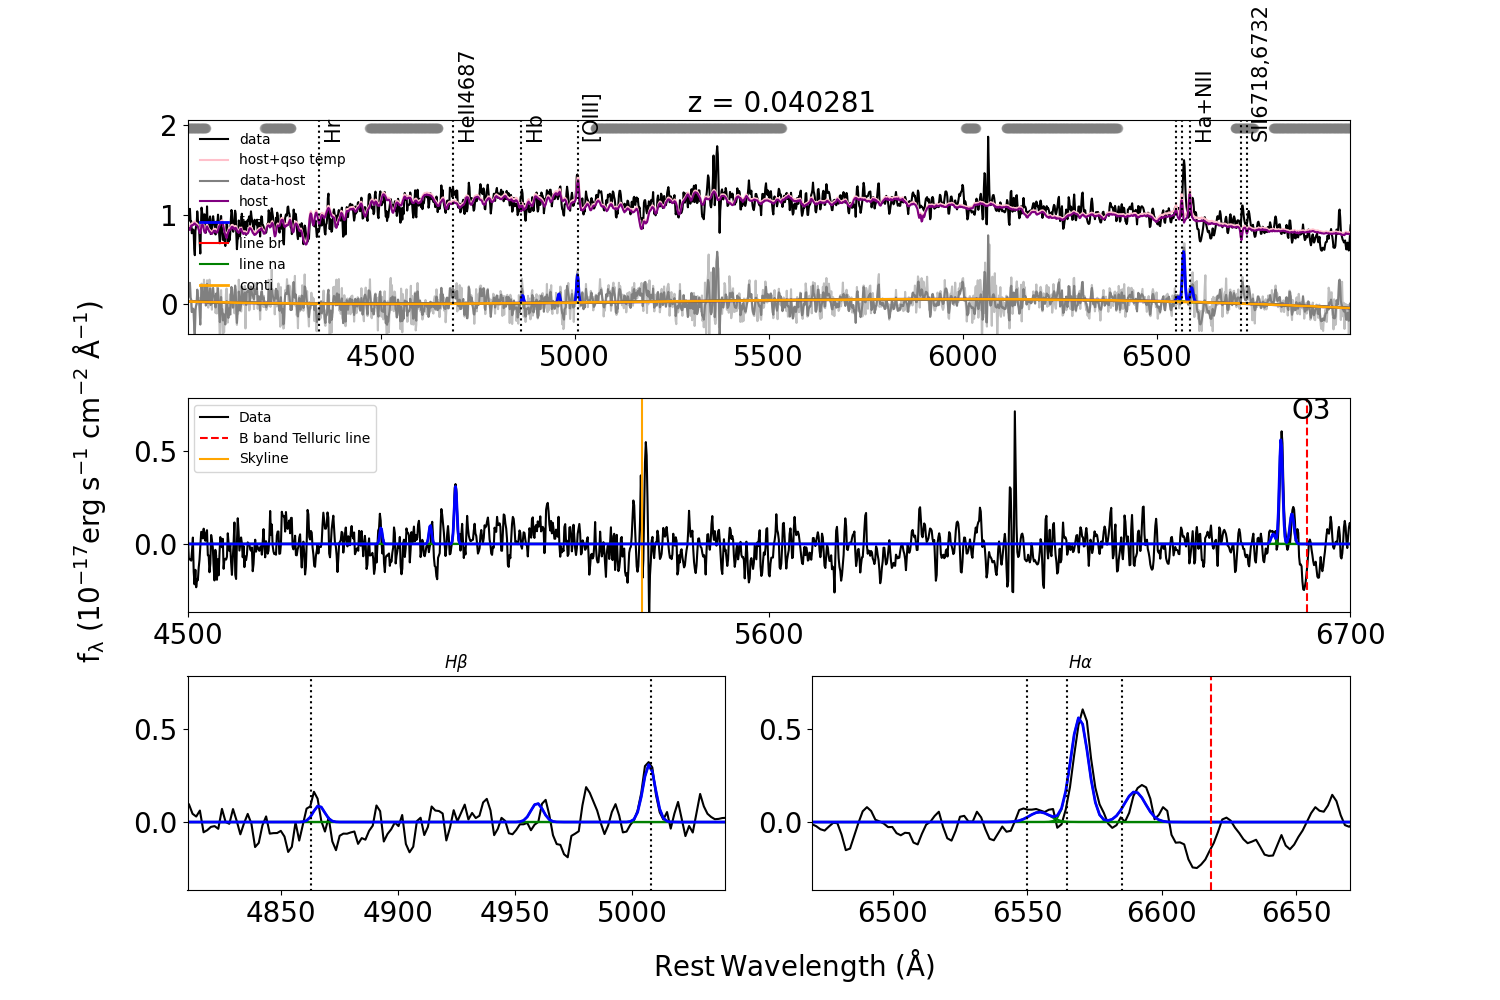 z = 0.040281
Hr
HeII4687
Hb
[OIII]
Ha+NII
SII6718,6732
data
host+qso temp
data-host
host
line br
line na
conti
2
1
0
4500 5000 5500 6000 6500
Data
B band Telluric line
Skyline
O3
0.5
0.0
4500 5600 6700
fλ (10⁻¹⁷erg s⁻¹ cm⁻² Å⁻¹)
Hβ
0.5
0.0
4850 4900 4950 5000
Hα
0.5
0.0
6500 6550 6600 6650
Rest Wavelength (Å)